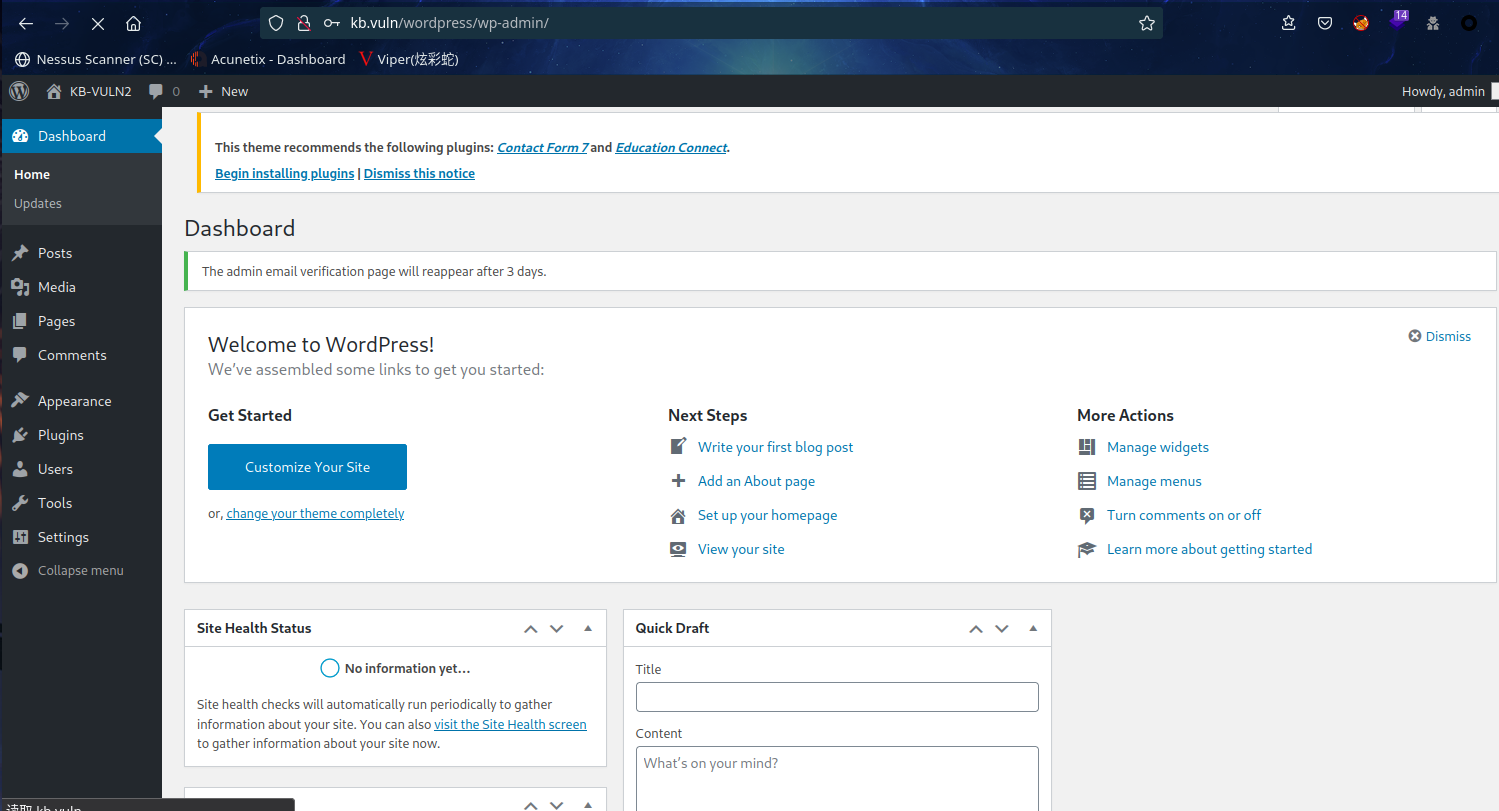 kb.vuln/wordpress/wp-admin/
14
Nessus Scanner (SC) ... Acunetix - Dashboard Viper(炫彩蛇)
KB-VULN2 0 New Howdy, admin
Dashboard
Home
Updates
Posts
Media
Pages
Comments
Appearance
Plugins
Users
Tools
Settings
Collapse menu
This theme recommends the following plugins: Contact Form 7 and Education Connect.
Begin installing plugins | Dismiss this notice
Dashboard
The admin email verification page will reappear after 3 days.
Dismiss
Welcome to WordPress!
We've assembled some links to get you started:
Get Started
Customize Your Site
or, change your theme completely
Next Steps
Write your first blog post
Add an About page
Set up your homepage
View your site
More Actions
Manage widgets
Manage menus
Turn comments on or off
Learn more about getting started
Site Health Status
No information yet...
Site health checks will automatically run periodically to gather
information about your site. You can also visit the Site Health screen
to gather information about your site now.
Quick Draft
Title
Content
What's on your mind?
读取 kb.vuln